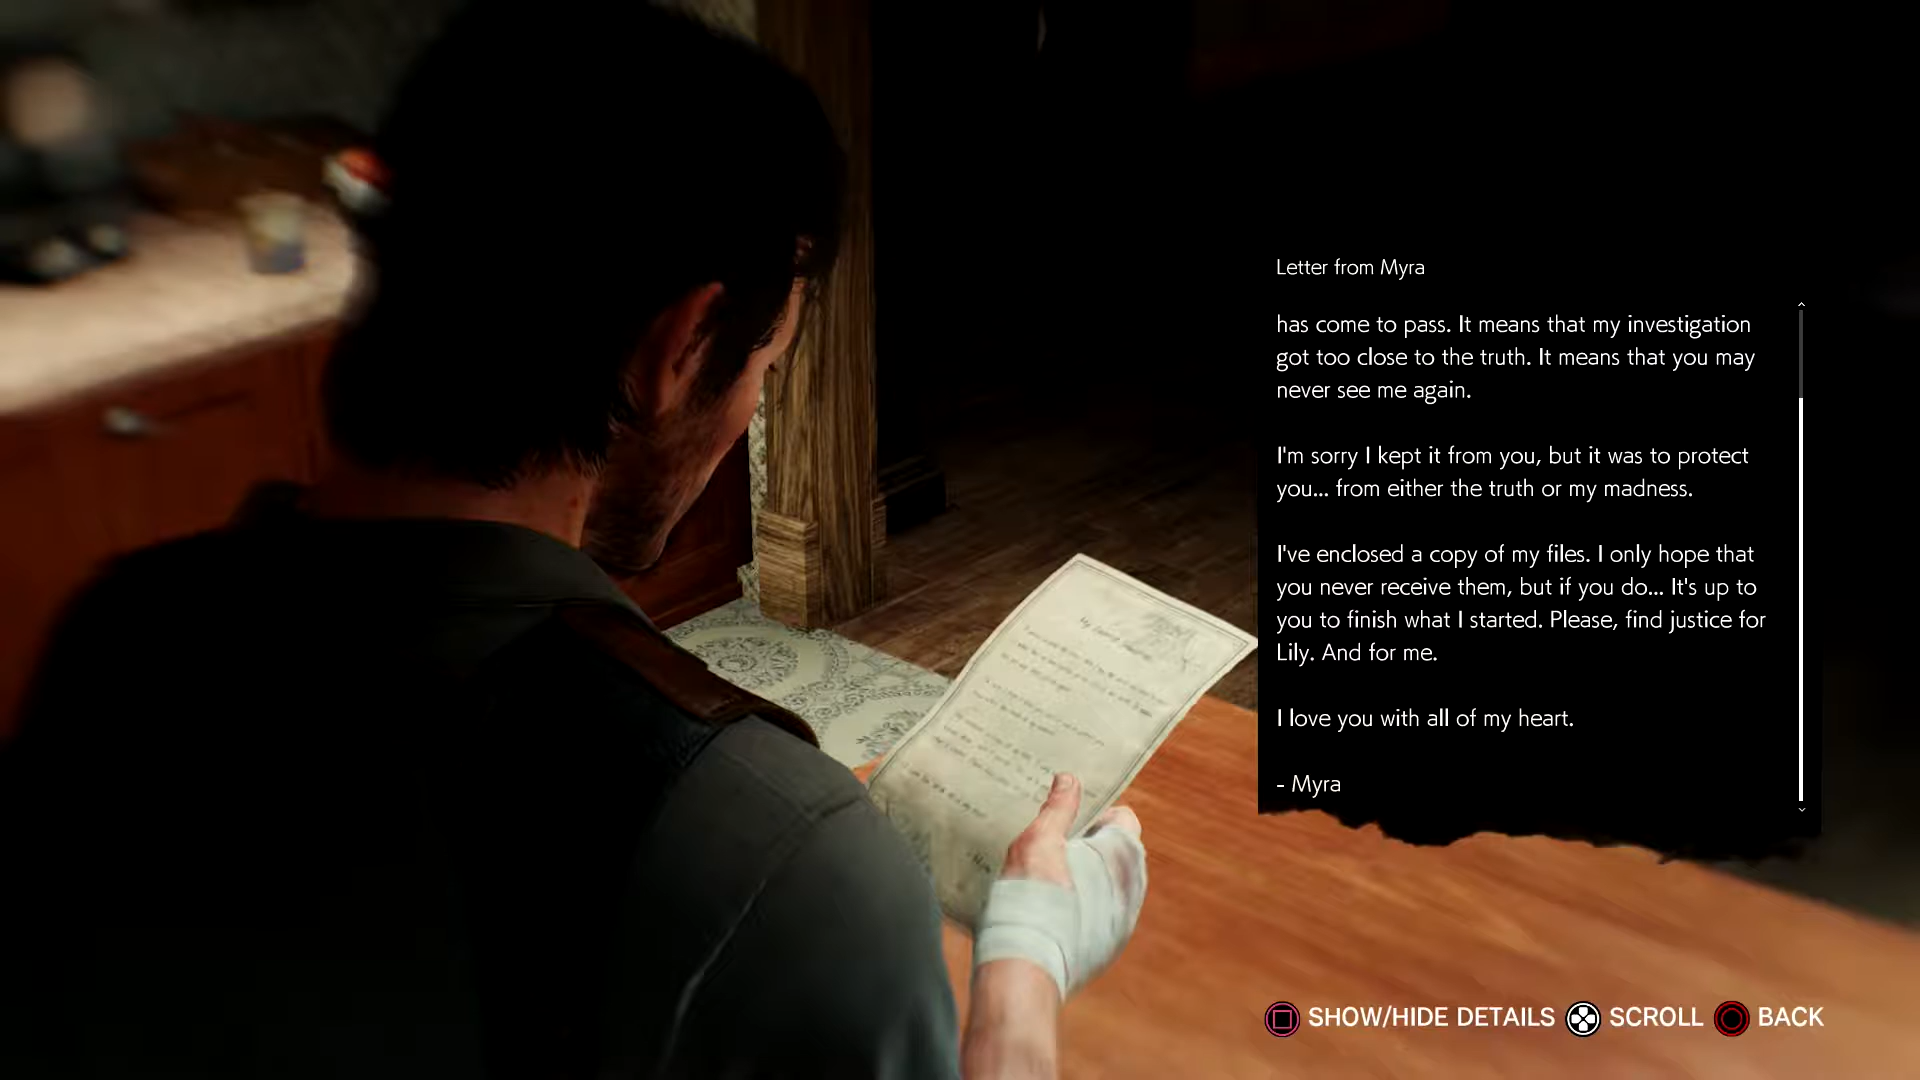 Letter from Myra
has come to pass. It means that my investigation
got too close to the truth. It means that you may
never see me again.
I'm sorry I kept it from you, but it was to protect
you... from either the truth or my madness.
I've enclosed a copy of my files. I only hope that
you never receive them, but if you do... It's up to
you to finish what I started. Please, find justice for
Lily. And for me.
I love you with all of my heart.
- Myra
SHOW/HIDE DETAILS SCROLL BACK